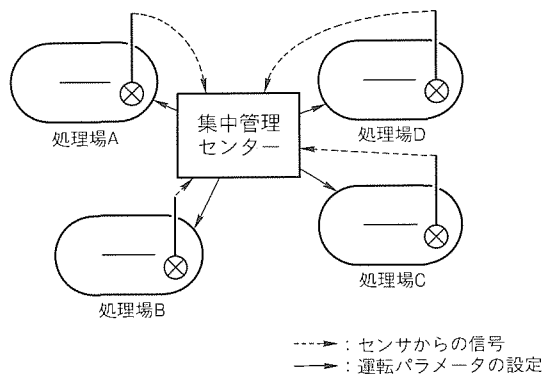 集中管理
センター
処理場A
処理場D
処理場B
処理場C
：センサからの信号
：運転パラメータの設定